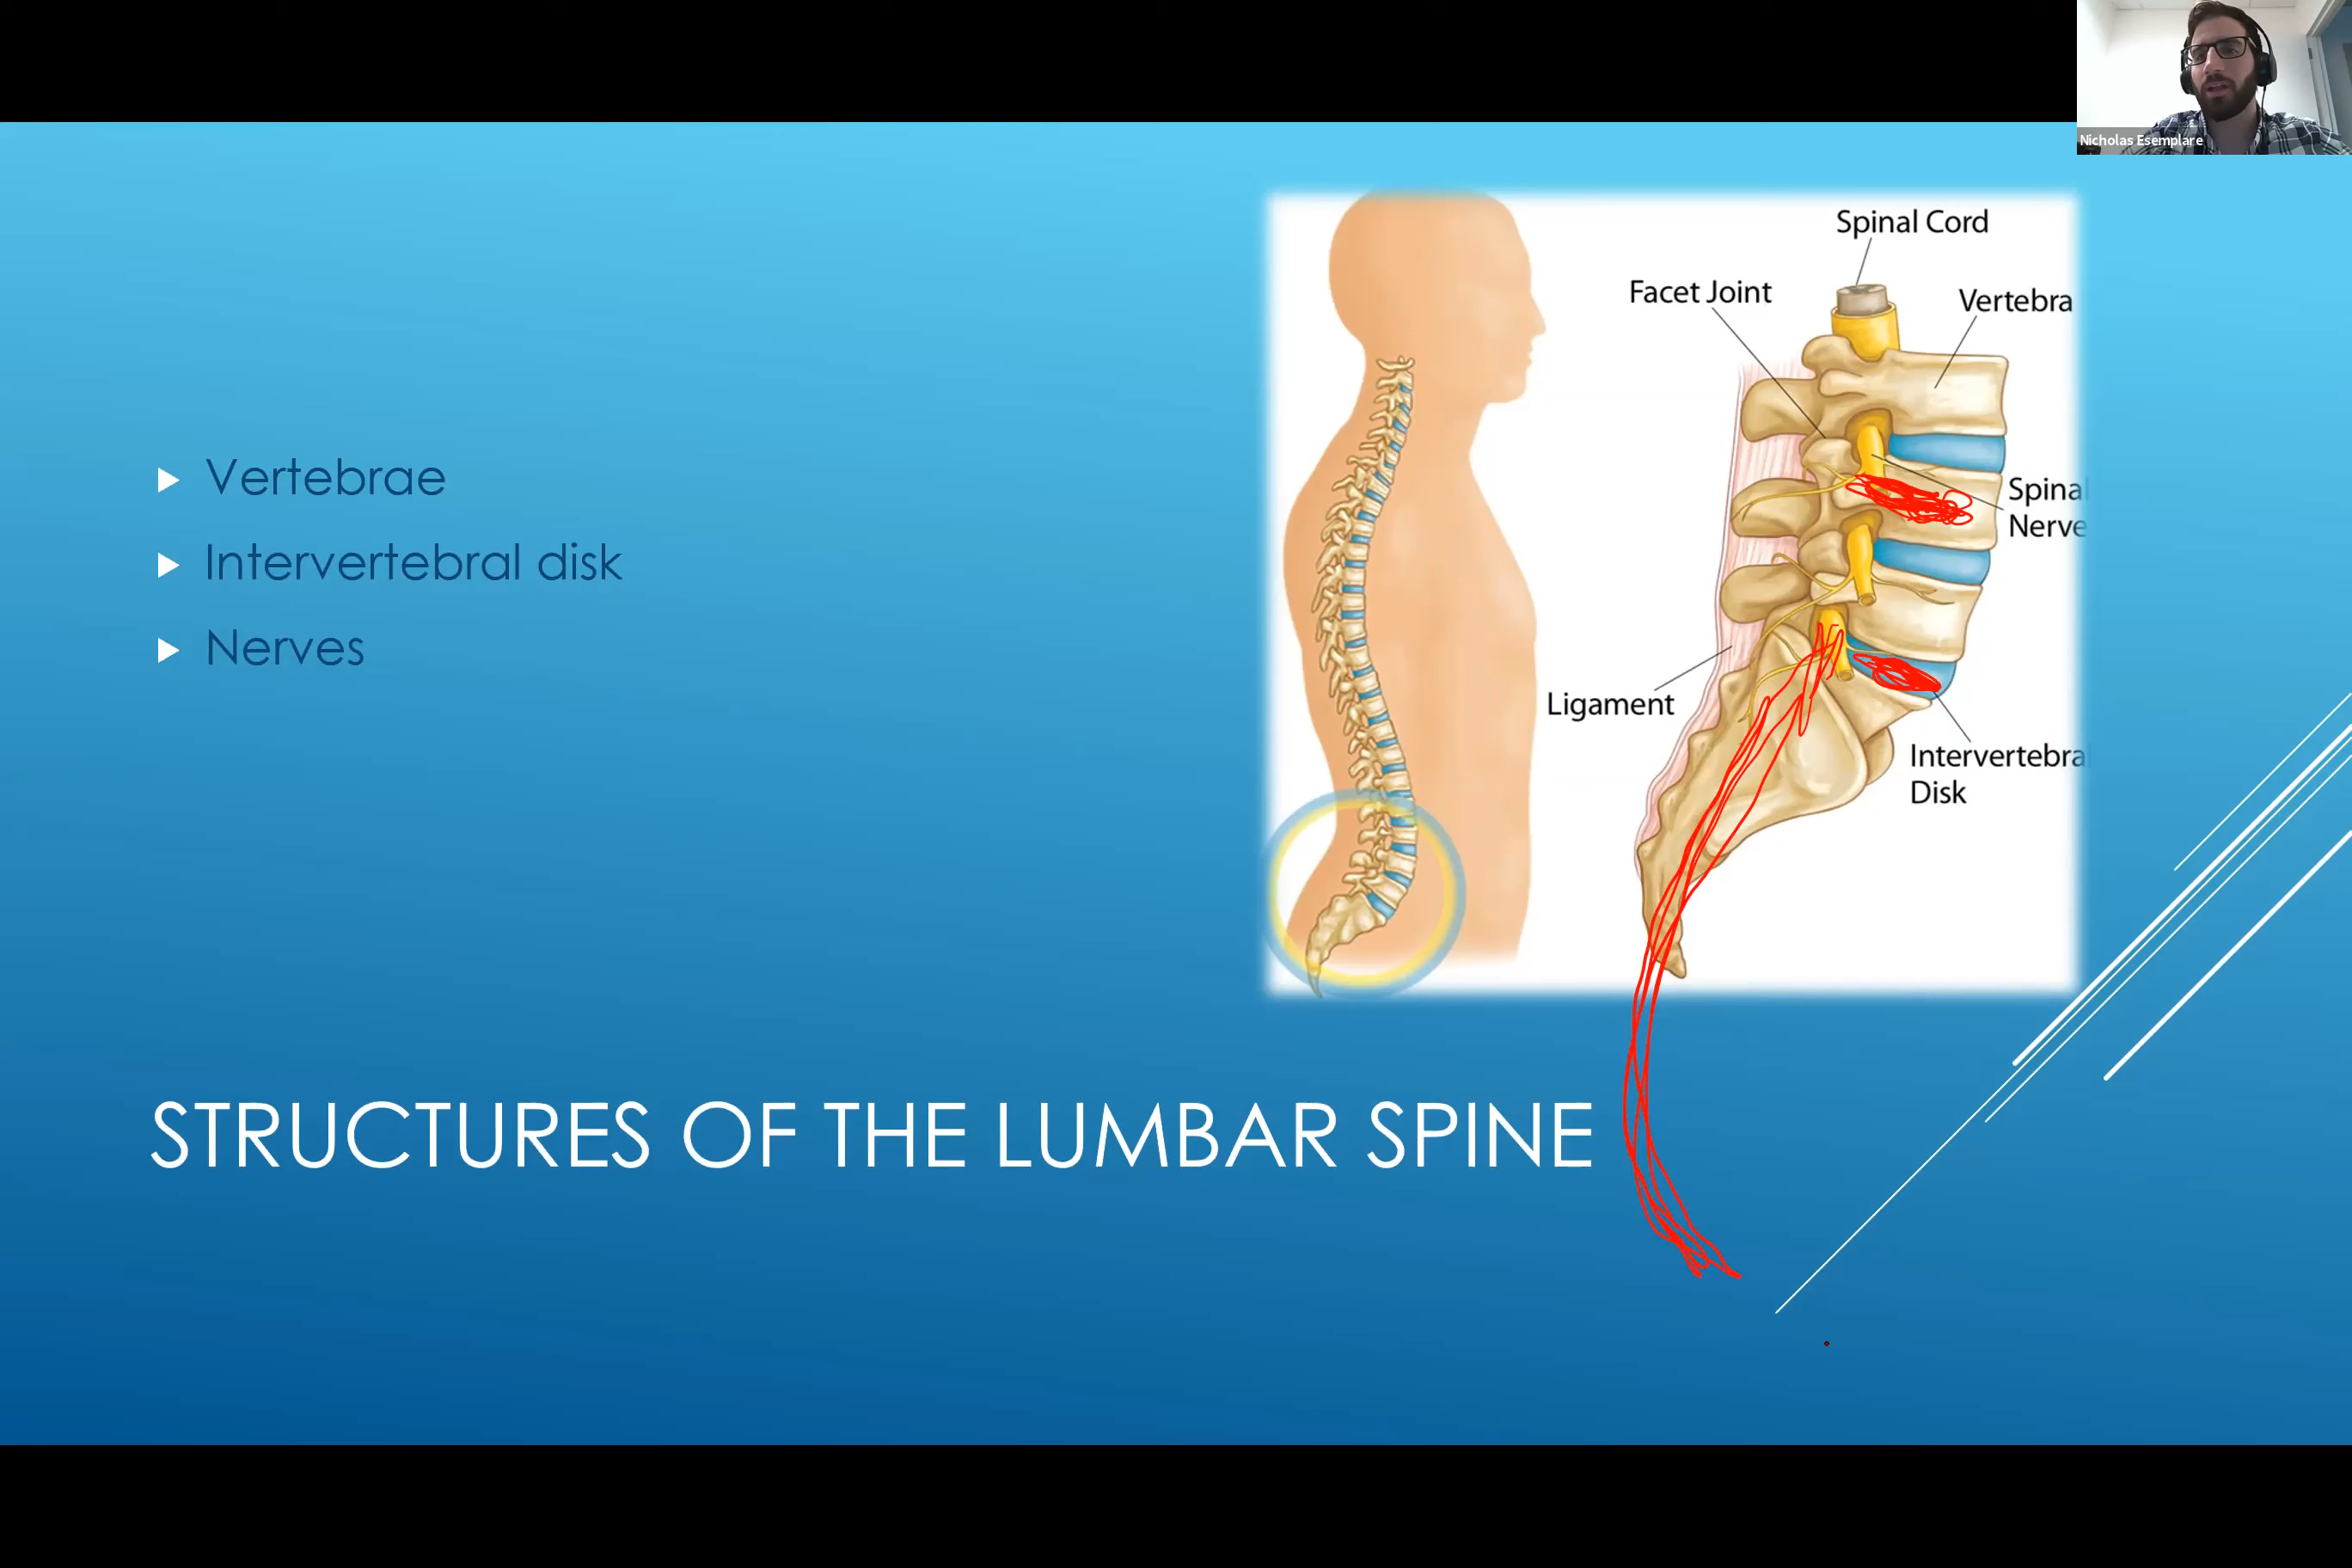 Nicholas Esemplare
Spinal Cord
Facet Joint
Vertebra
Vertebrae
Intervertebral disk
Nerves
Spinal
Nerve
Ligament
Intervertebral
Disk
STRUCTURES OF THE LUMBAR SPINE